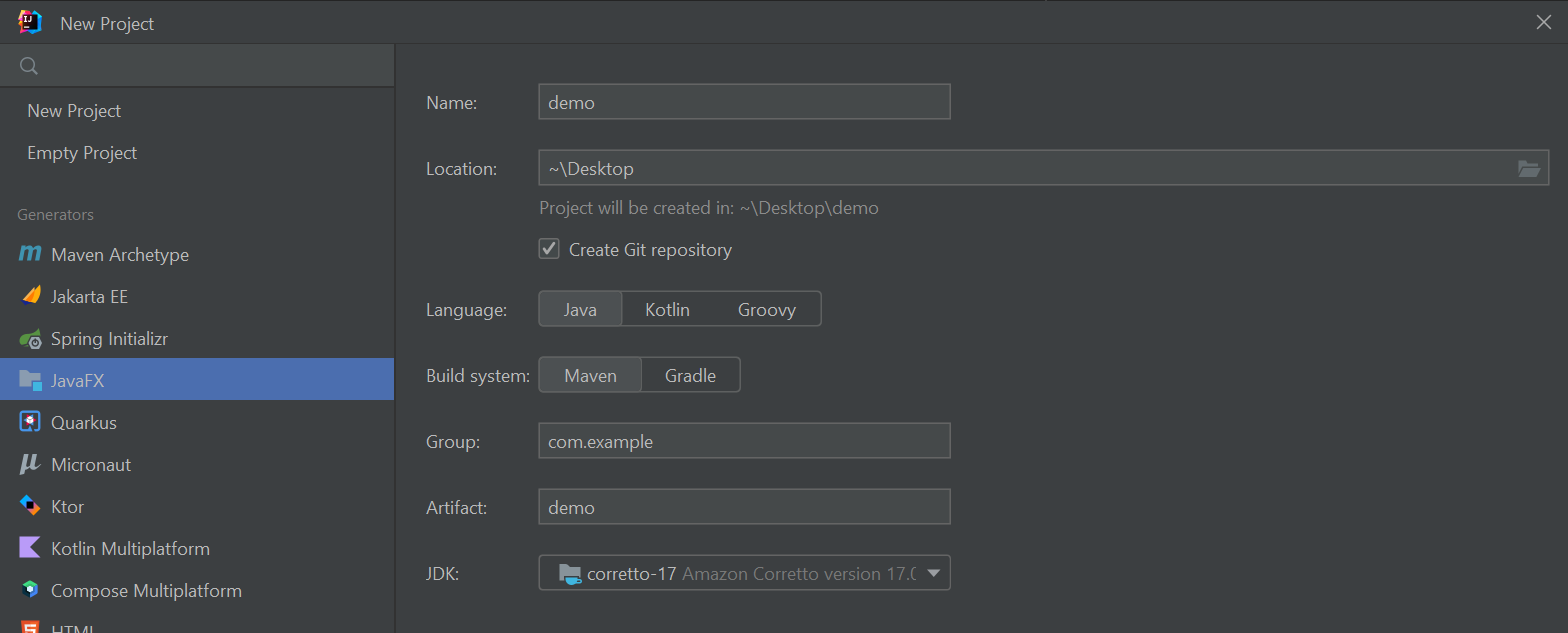 New Project
New Project
Empty Project
Generators
Maven Archetype
Jakarta EE
Spring Initializr
JavaFX
Quarkus
Micronaut
Ktor
Kotlin Multiplatform
Compose Multiplatform
HTML
Name: demo
Location: ~\Desktop
Project will be created in: ~\Desktop\demo
Create Git repository
Language: Java Kotlin Groovy
Build system: Maven Gradle
Group: com.example
Artifact: demo
JDK: corretto-17 Amazon Corretto version 17.0